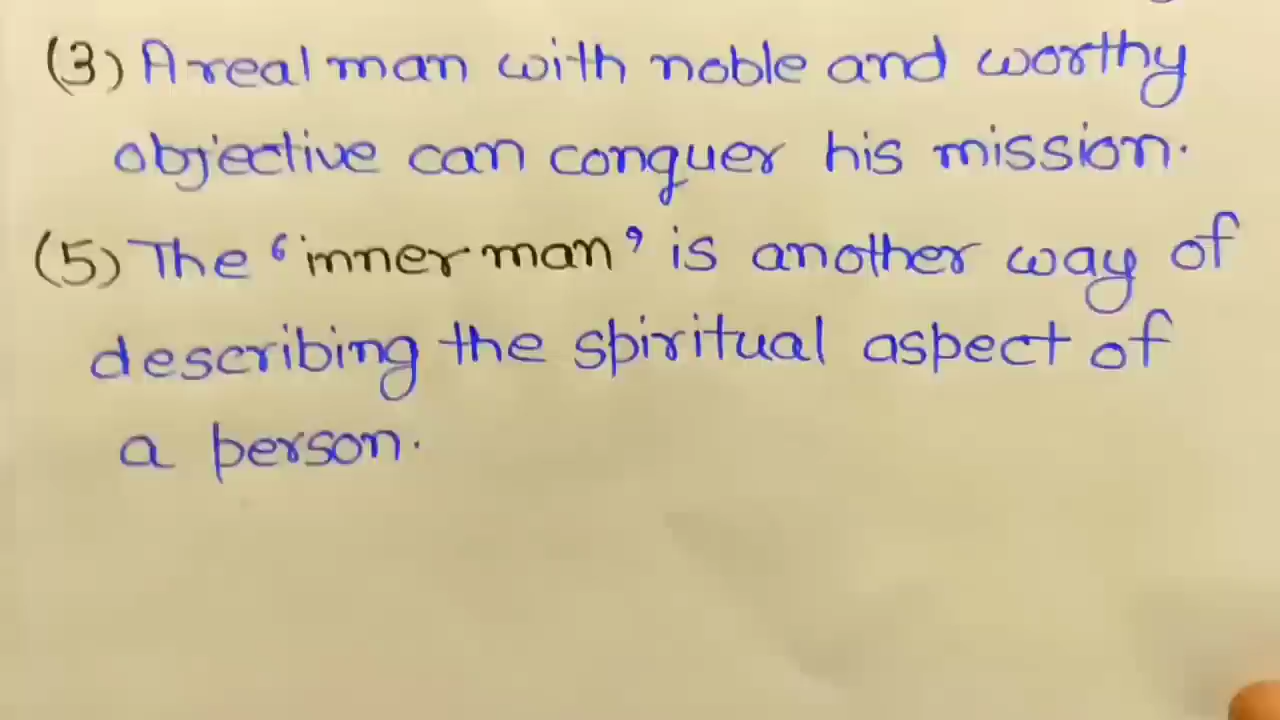 (3) A real man with noble and worthy
objective can conquer his mission.
(5) The 'inner man' is another way of
describing the spiritual aspect of
a person.